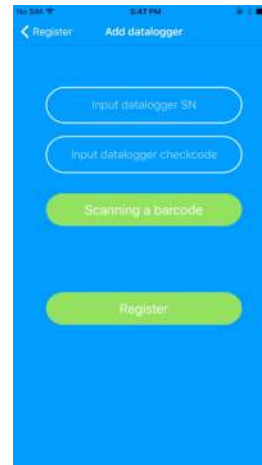 No SIM 5:47 PM
Register Add datalogger
Input datalogger SN
Input datalogger checkcode
Scanning a barcode
Register